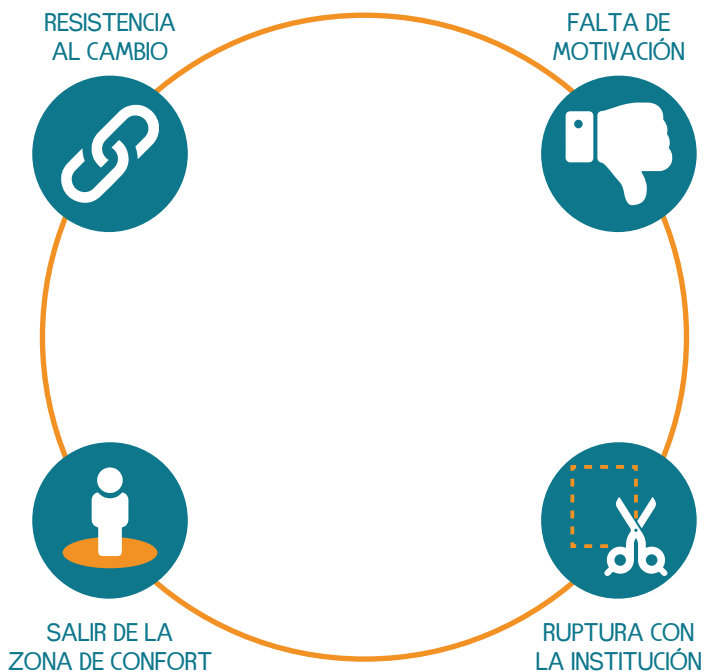 RESISTENCIA
AL CAMBIO
FALTA DE
MOTIVACIÓN
SALIR DE LA
ZONA DE CONFORT
RUPTURA CON
LA INSTITUCIÓN